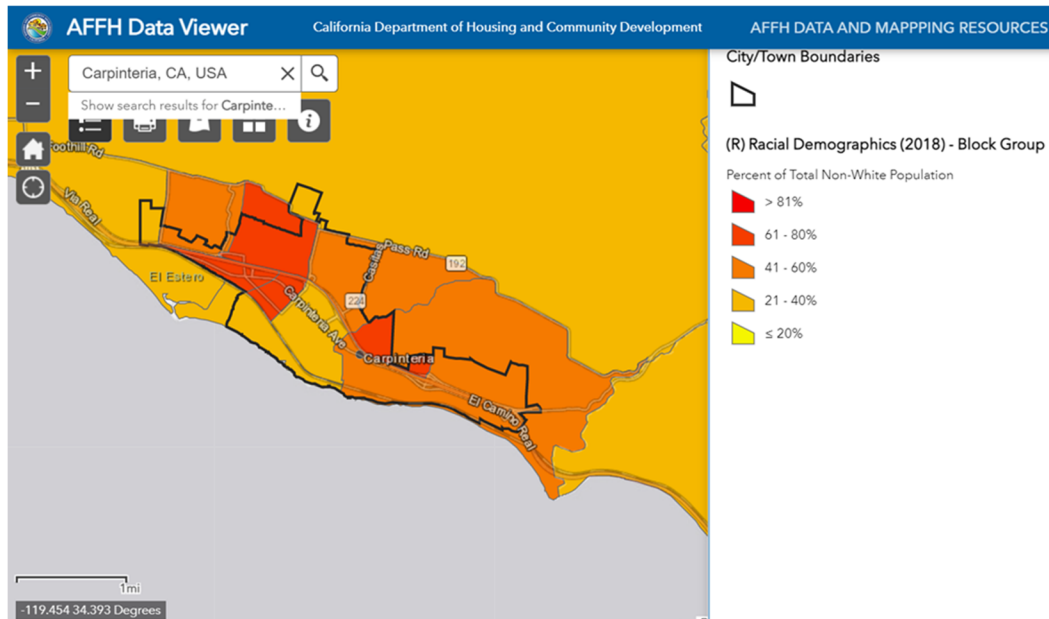 AFFH Data Viewer
California Department of Housing and Community Development
AFFH DATA AND MAPPPING RESOURCES
+
−
Carpinteria, CA, USA
Show search results for Carpinte...
City/Town Boundaries
(R) Racial Demographics (2018) - Block Group
Percent of Total Non-White Population
> 81%
61 - 80%
41 - 60%
21 - 40%
≤ 20%
Foothill Rd
Via Real
El Estero
Carpinteria Ave
Casitas
Pass Rd
192
224
Carpinteria
El Camino Real
1mi
-119.454 34.393 Degrees